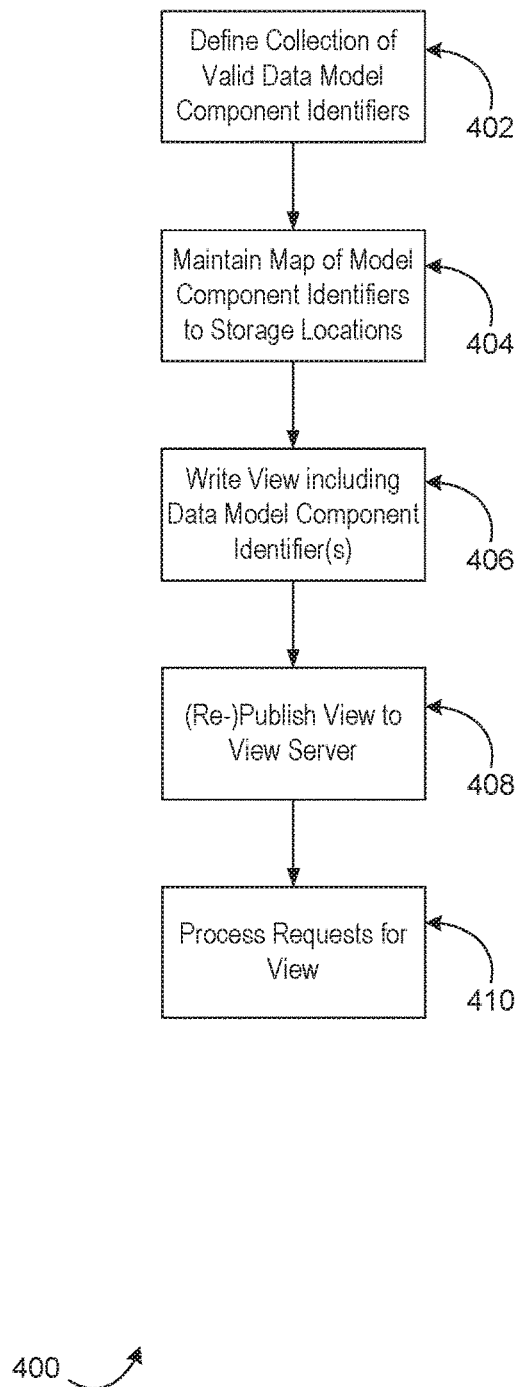 Define Collection of
Valid Data Model
Component Identifiers
402
Maintain Map of Model
Component Identifiers
to Storage Locations
404
Write View including
Data Model Component
Identifier(s)
406
(Re-)Publish View to
View Server
408
Process Requests for
View
410
400